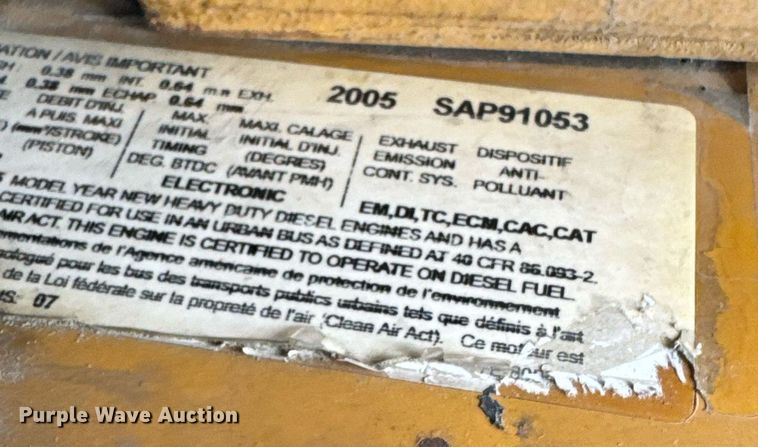 ATION / AVIS IMPORTANT
0.38 mm INT. 0.64 mm EXH.
0.38 mm ECHAP 0.64 mm
2005 SAP91053
DEBIT D'INJ.
A PUIS. MAXI
(mm³/STROKE)
(PISTON)
MAX.
INITIAL
TIMING
DEG. BTDC
MAXI. CALAGE
INITIAL D'INJ.
(DEGRES)
(AVANT PMH)
EXHAUST
EMISSION
CONT. SYS.
DISPOSITIF
ANTI-
POLLUANT
ELECTRONIC
EM,DI,TC,ECM,CAC,CAT
MODEL YEAR NEW HEAVY DUTY DIESEL ENGINES AND HAS A
CERTIFIED FOR USE IN AN URBAN BUS AS DEFINED AT 40 CFR 86.093-2.
AIR ACT. THIS ENGINE IS CERTIFIED TO OPERATE ON DIESEL FUEL
de l'Agence américaine de protection de l'environnement
pour les bus des transports publics urbains tels que définis à l'art
de la Loi fédérale sur la propreté de l'air (Clean Air Act). Ce moteur est
07
Purple Wave Auction